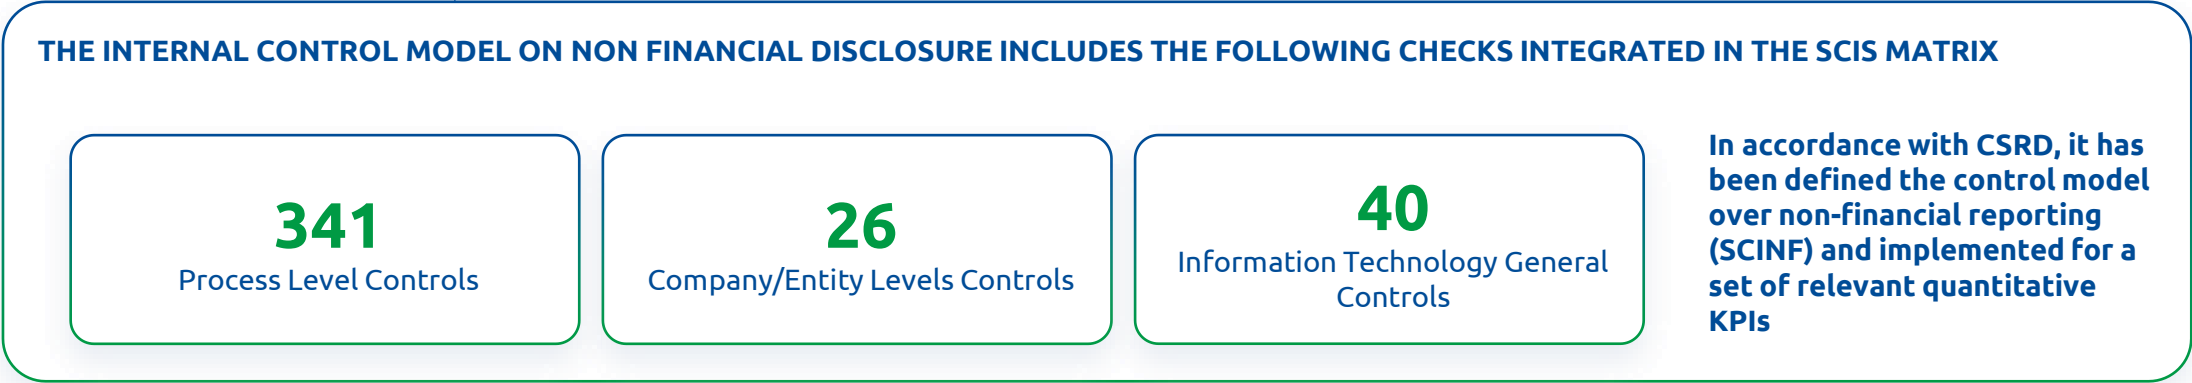 THE INTERNAL CONTROL MODEL ON NON FINANCIAL DISCLOSURE INCLUDES THE FOLLOWING CHECKS INTEGRATED IN THE SCIS MATRIX
341
Process Level Controls
26
Company/Entity Levels Controls
40
Information Technology General
Controls
In accordance with CSRD, it has
been defined the control model
over non-financial reporting
(SCINF) and implemented for a
set of relevant quantitative
KPIs